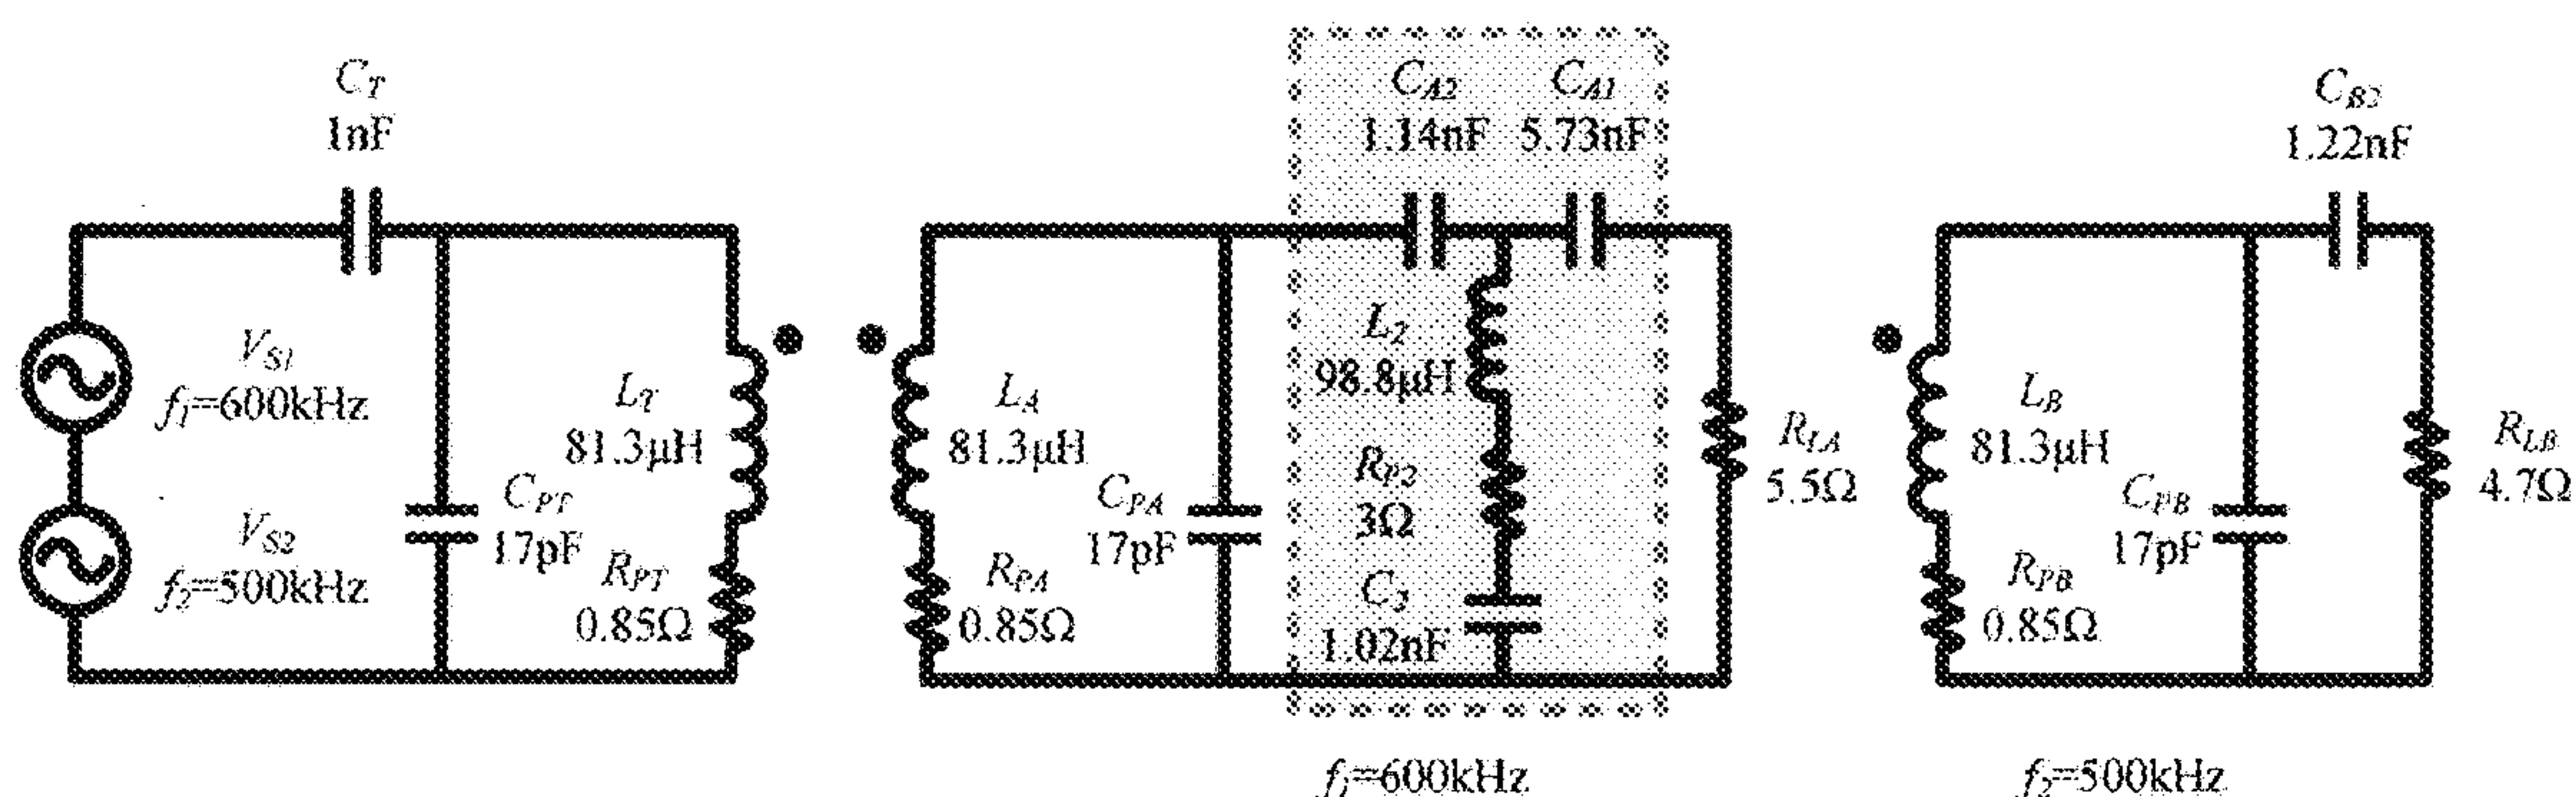 C_T
1nF
V_S1
f_1=600kHz
V_S2
f_2=500kHz
C_PT
17pF
L_T
81.3μH
R_PT
0.85Ω
L_A
81.3μH
R_PA
0.85Ω
C_PA
17pF
C_A2
1.14nF
C_A1
5.73nF
L_2
98.8μH
R_P2
3Ω
1.02nF
R_LA
5.5Ω
f_1=600kHz
L_B
81.3μH
R_PB
0.85Ω
C_PB
17pF
C_B2
1.22nF
R_LB
4.7Ω
f_2=500kHz